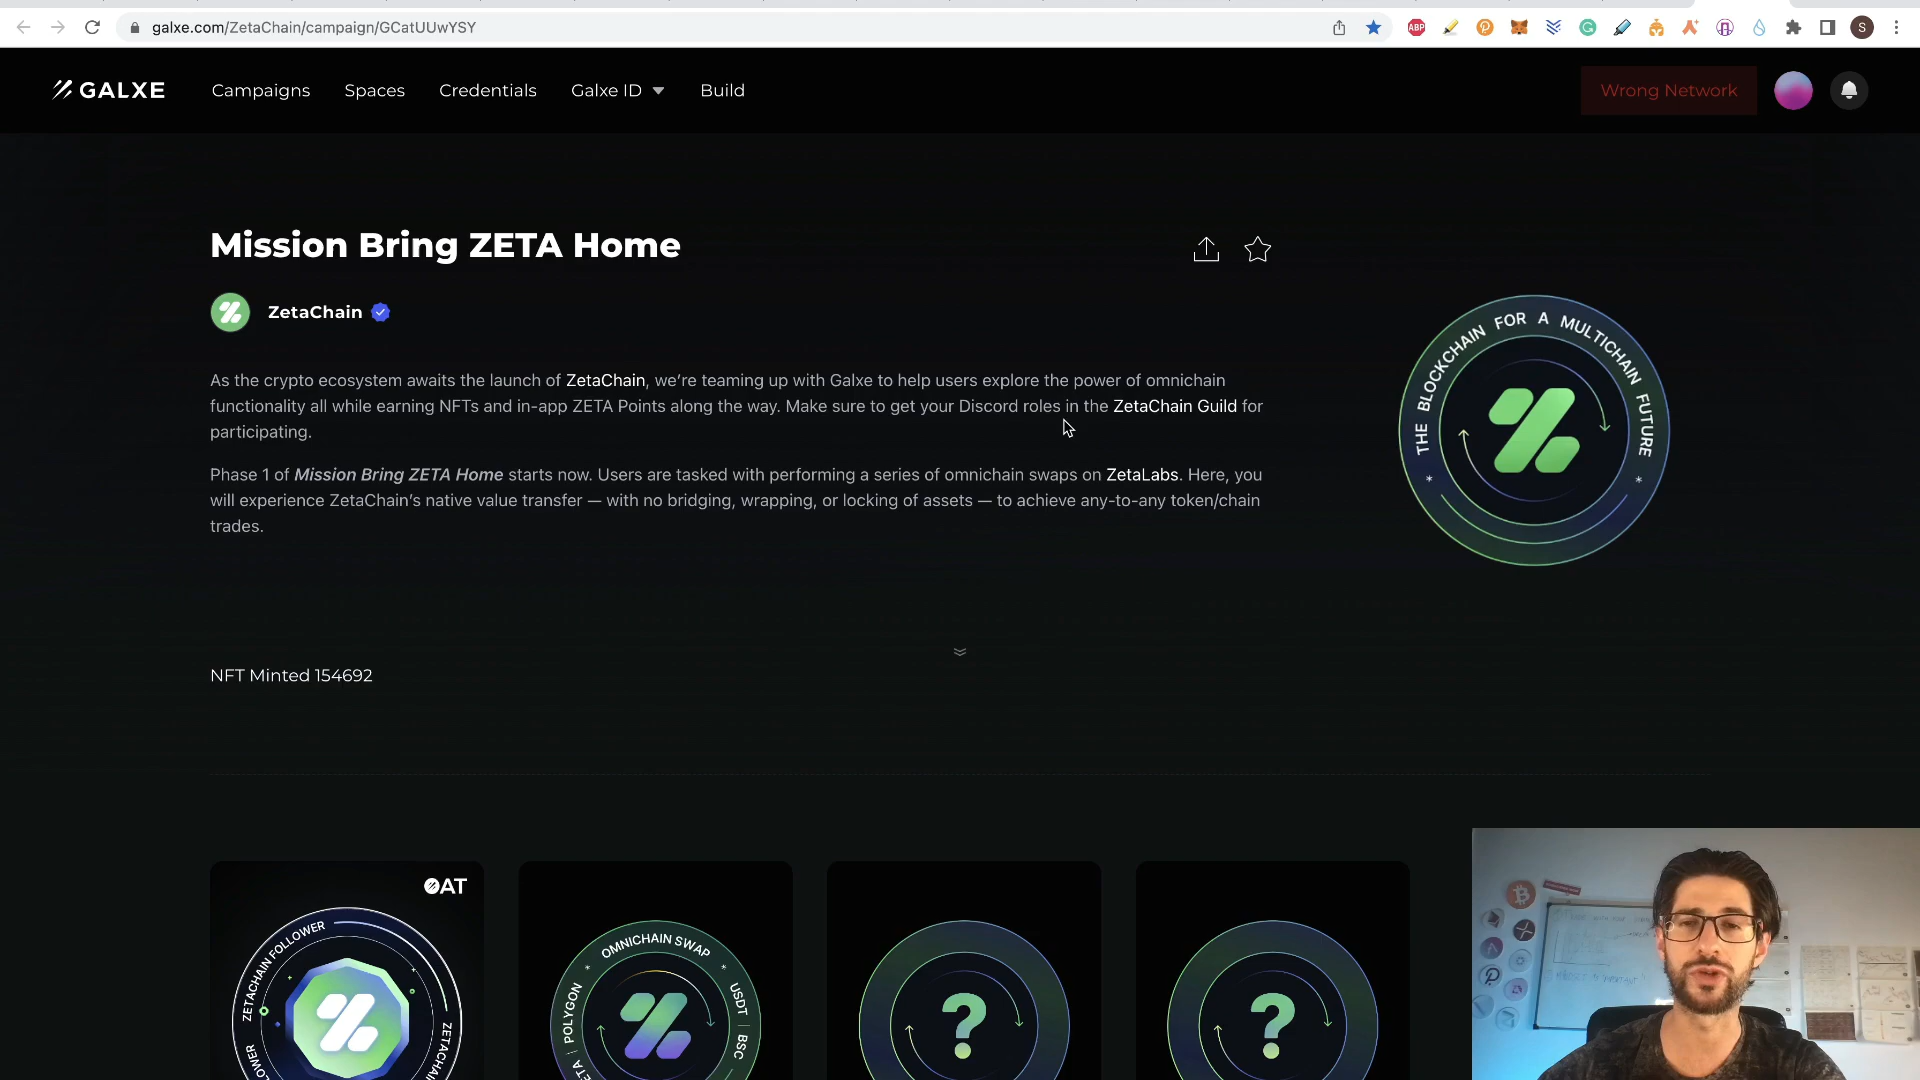 galxe.com/ZetaChain/campaign/GCatUUwYSY
ABP
S
GALXE
Campaigns
Spaces
Credentials
Galxe ID
Build
Wrong Network
Mission Bring ZETA Home
ZetaChain
As the crypto ecosystem awaits the launch of ZetaChain, we're teaming up with Galxe to help users explore the power of omnichain
functionality all while earning NFTs and in-app ZETA Points along the way. Make sure to get your Discord roles in the ZetaChain Guild for
participating.
Phase 1 of Mission Bring ZETA Home starts now. Users are tasked with performing a series of omnichain swaps on ZetaLabs. Here, you
will experience ZetaChain's native value transfer — with no bridging, wrapping, or locking of assets — to achieve any-to-any token/chain
trades.
* THE BLOCKCHAIN FOR A MULTICHAIN FUTURE *
NFT Minted 154692
OAT
ZETACHAIN FOLLOWER
POLYGON * OMNICHAIN SWAP * USDT | BSC
?
?